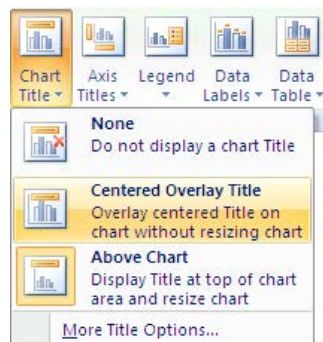 Chart Axis Legend Data Data
Title Titles Labels Table
None
Do not display a chart Title
Centered Overlay Title
Overlay centered Title on
chart without resizing chart
Above Chart
Display Title at top of chart
area and resize chart
More Title Options...